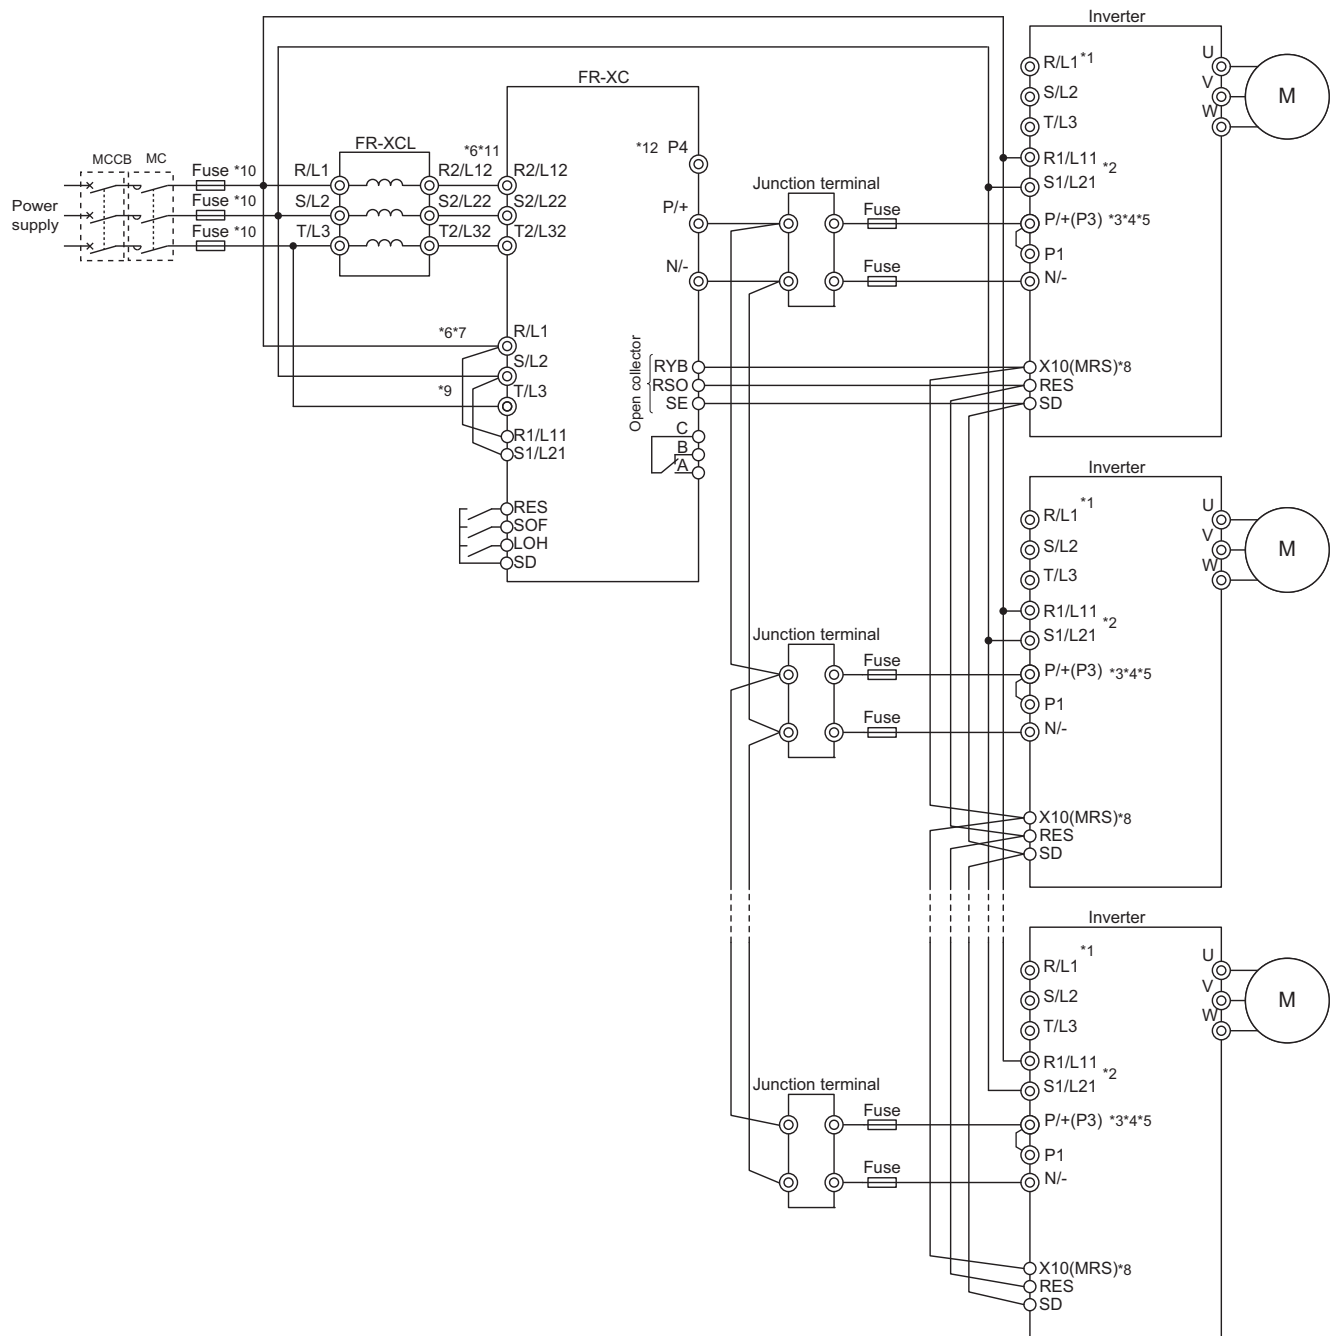 Inverter
R/L1 *1
S/L2
T/L3
R1/L11
S1/L21 *2
P/+(P3) *3*4*5
P1
N/-
X10(MRS)*8
RES
SD
U
V
W
M
FR-XC
*12 P4
P/+
N/-
Open collector
RYB
RSO
SE
C
B
A
*6*11
R2/L12
S2/L22
T2/L32
*6*7
R/L1
S/L2
*9
T/L3
R1/L11
S1/L21
RES
SOF
LOH
SD
FR-XCL
R/L1
S/L2
T/L3
R2/L12
S2/L22
T2/L32
MCCB
MC
Power
supply
Fuse *10
Fuse *10
Fuse *10
Junction terminal
Fuse
Fuse
Inverter
R/L1 *1
S/L2
T/L3
R1/L11
S1/L21 *2
P/+(P3) *3*4*5
P1
N/-
X10(MRS)*8
RES
SD
U
V
W
M
Junction terminal
Fuse
Fuse
Inverter
R/L1 *1
S/L2
T/L3
R1/L11
S1/L21 *2
P/+(P3) *3*4*5
P1
N/-
X10(MRS)*8
RES
SD
U
V
W
M
Junction terminal
Fuse
Fuse